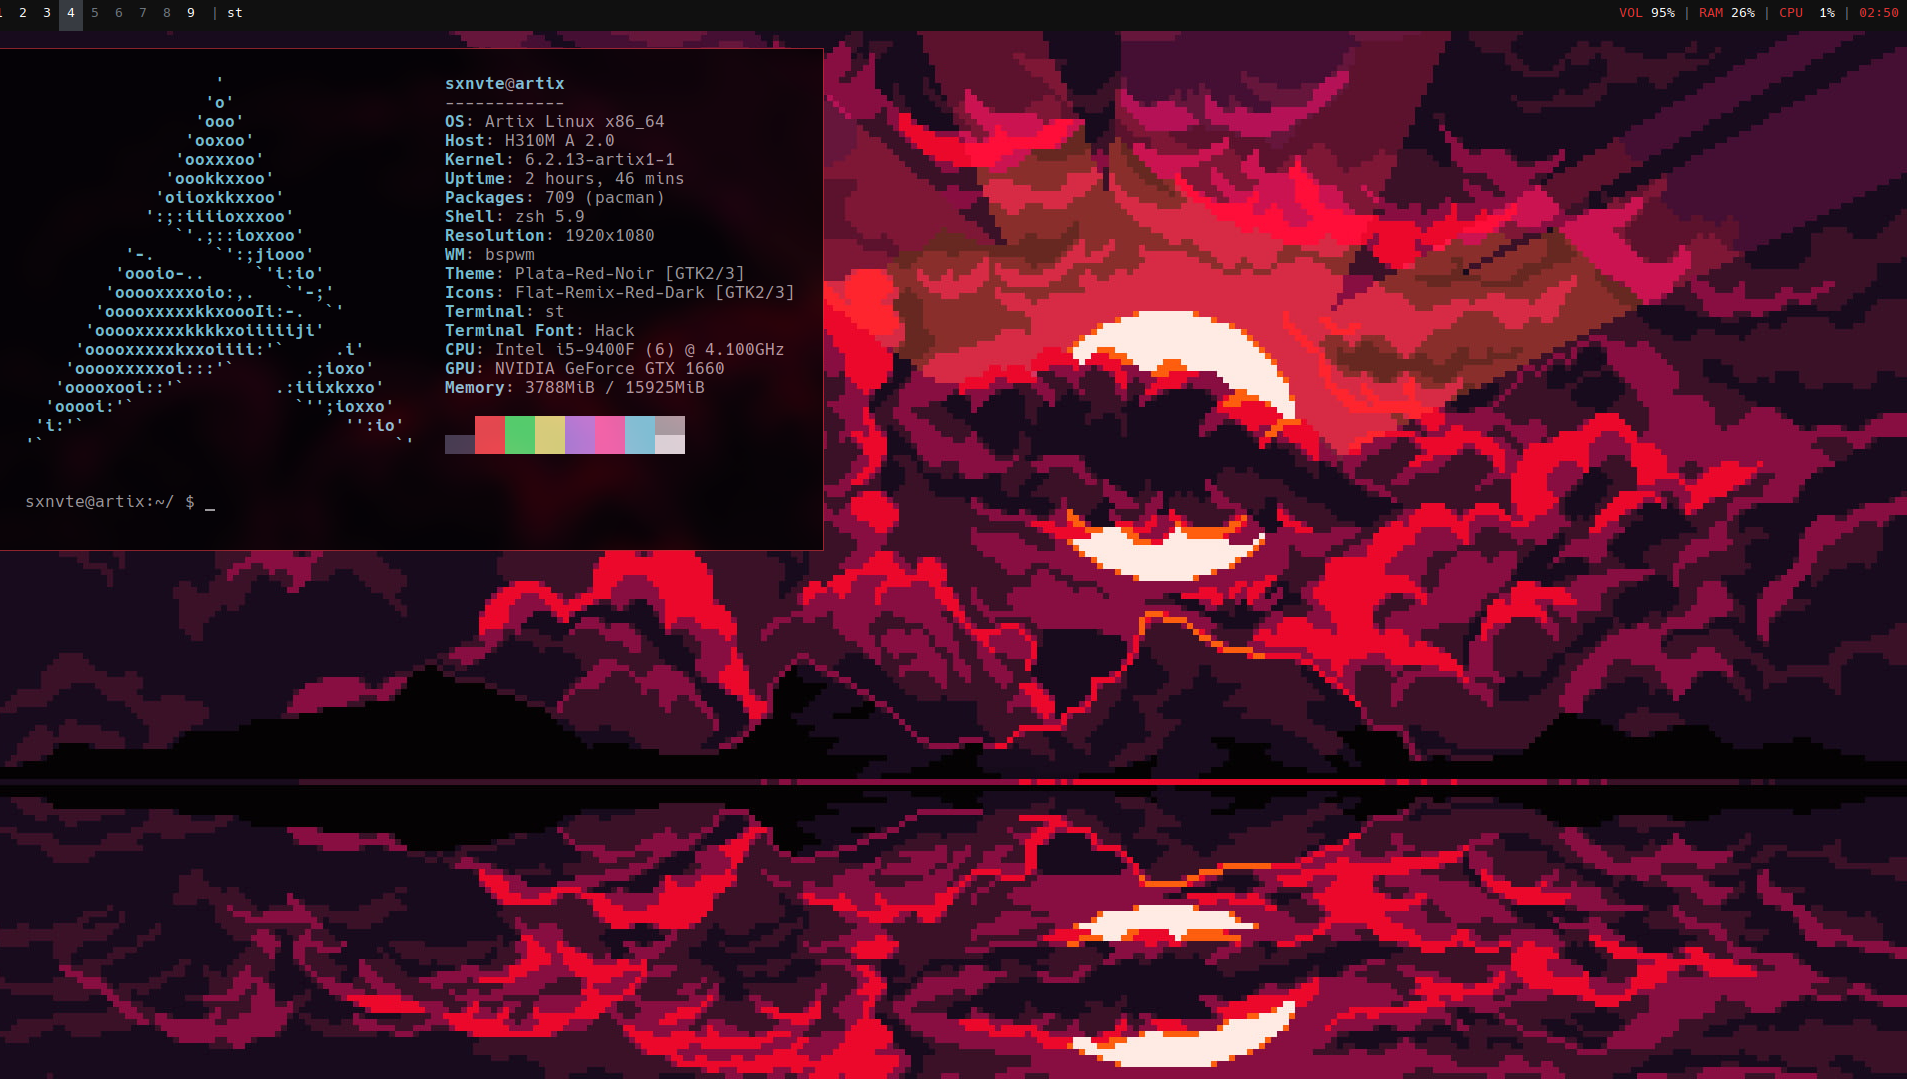 1 2 3 4 5 6 7 8 9 | st VOL 95% | RAM 26% | CPU 1% | 02:50
' sxnvte@artix
'o' ------------
'ooo' OS: Artix Linux x86_64
'ooxoo' Host: H310M A 2.0
'ooxxxoo' Kernel: 6.2.13-artix1-1
'oookkxxoo' Uptime: 2 hours, 46 mins
'oiioxkkxxoo' Packages: 709 (pacman)
':;:iiiioxxxoo' Shell: zsh 5.9
`'.;::ioxxoo' Resolution: 1920x1080
'-. `':;jiooo' WM: bspwm
'oooio-.. `'i:io' Theme: Plata-Red-Noir [GTK2/3]
'ooooxxxxoio:,. `'-;' Icons: Flat-Remix-Red-Dark [GTK2/3]
'ooooxxxxxkkxoooIi:-. `' Terminal: st
'ooooxxxxxkkkkxoiiiiiji' Terminal Font: Hack
'ooooxxxxxkxxoiiii:'` .i' CPU: Intel i5-9400F (6) @ 4.100GHz
'ooooxxxxxoi:::'` .;ioxo' GPU: NVIDIA GeForce GTX 1660
'ooooxooi::'` .:iiixkxxo' Memory: 3788MiB / 15925MiB
'ooooi:'` `'';ioxxo'
'i:'` '':io'
'` `'
sxnvte@artix:~/ $ _